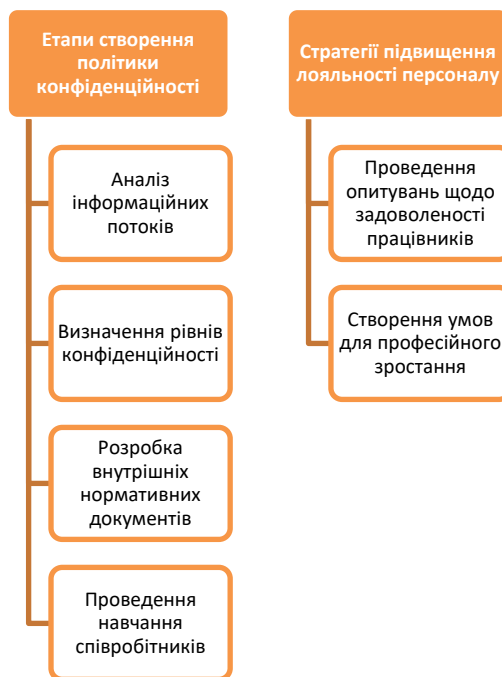 Етапи створення
політики
конфіденційності
Аналіз
інформаційних
потоків
Визначення рівнів
конфіденційності
Розробка
внутрішніх
нормативних
документів
Проведення
навчання
співробітників
Стратегії підвищення
лояльності персоналу
Проведення
опитувань щодо
задоволеності
працівників
Створення умов
для професійного
зростання